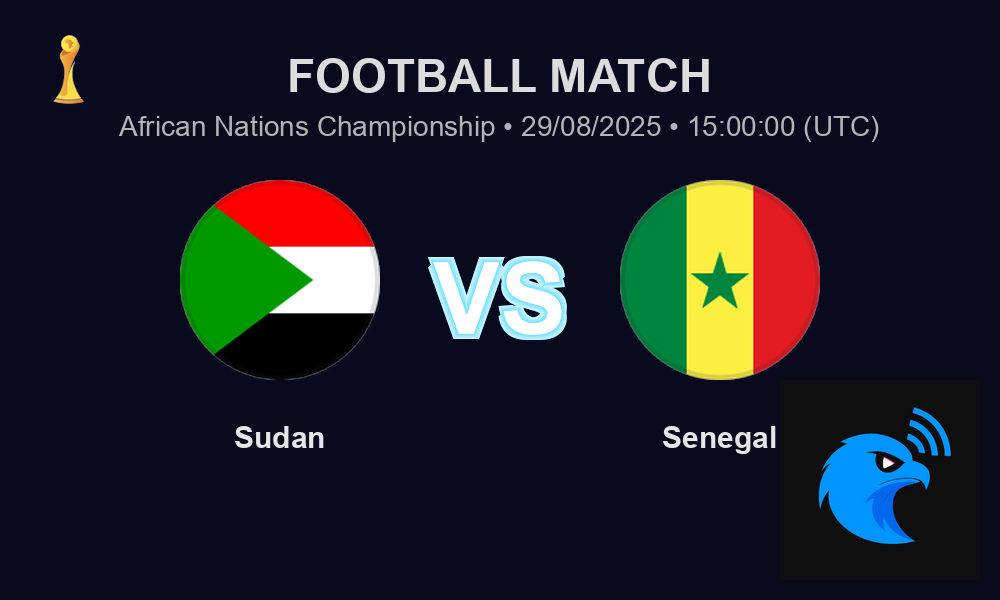 FOOTBALL MATCH
African Nations Championship • 29/08/2025 • 15:00:00 (UTC)
VS
Sudan
Senegal